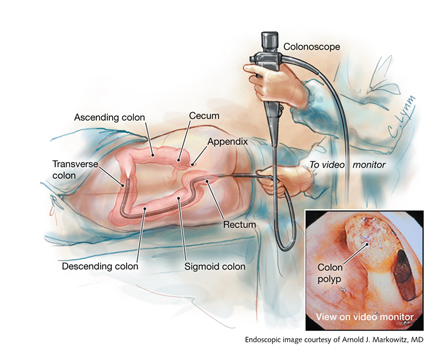 Colonoscope
Ascending colon
Cecum
Appendix
Transverse
colon
To video monitor
Rectum
Descending colon
Sigmoid colon
Colon
polyp
View on video monitor
C. Lynm
Endoscopic image courtesy of Arnold J. Markowitz, MD